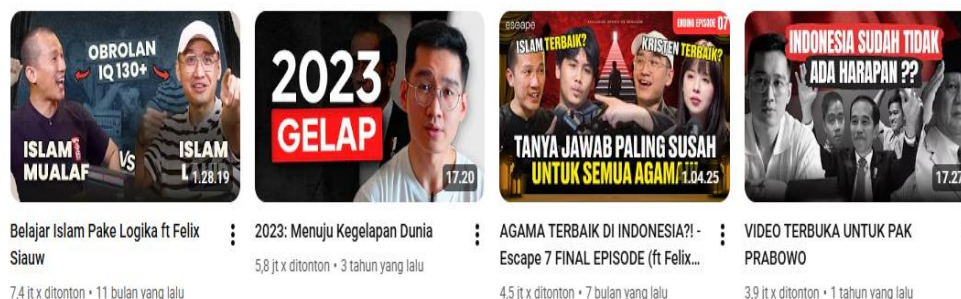 OBROLAN
IQ 130+
ISLAM
MUALAF
VS
ISLAM
L
1.28.19
Belajar Islam Pake Logika ft Felix
Siauw
7,4 jt x ditonton • 11 bulan yang lalu
2023
GELAP
17.20
2023: Menuju Kegelapan Dunia
5,8 jt x ditonton • 3 tahun yang lalu
escape
ENDING EPISODE 07
ISLAM TERBAIK?
KRISTEN TERBAIK?
TANYA JAWAB PALING SUSAH
UNTUK SEMUA AGAMA
1.04.25
AGAMA TERBAIK DI INDONESIA?! -
Escape 7 FINAL EPISODE (ft Felix...
4,5 jt x ditonton • 7 bulan yang lalu
INDONESIA SUDAH TIDAK
ADA HARAPAN ??
17.27
VIDEO TERBUKA UNTUK PAK
PRABOWO
3,9 jt x ditonton • 1 tahun yang lalu